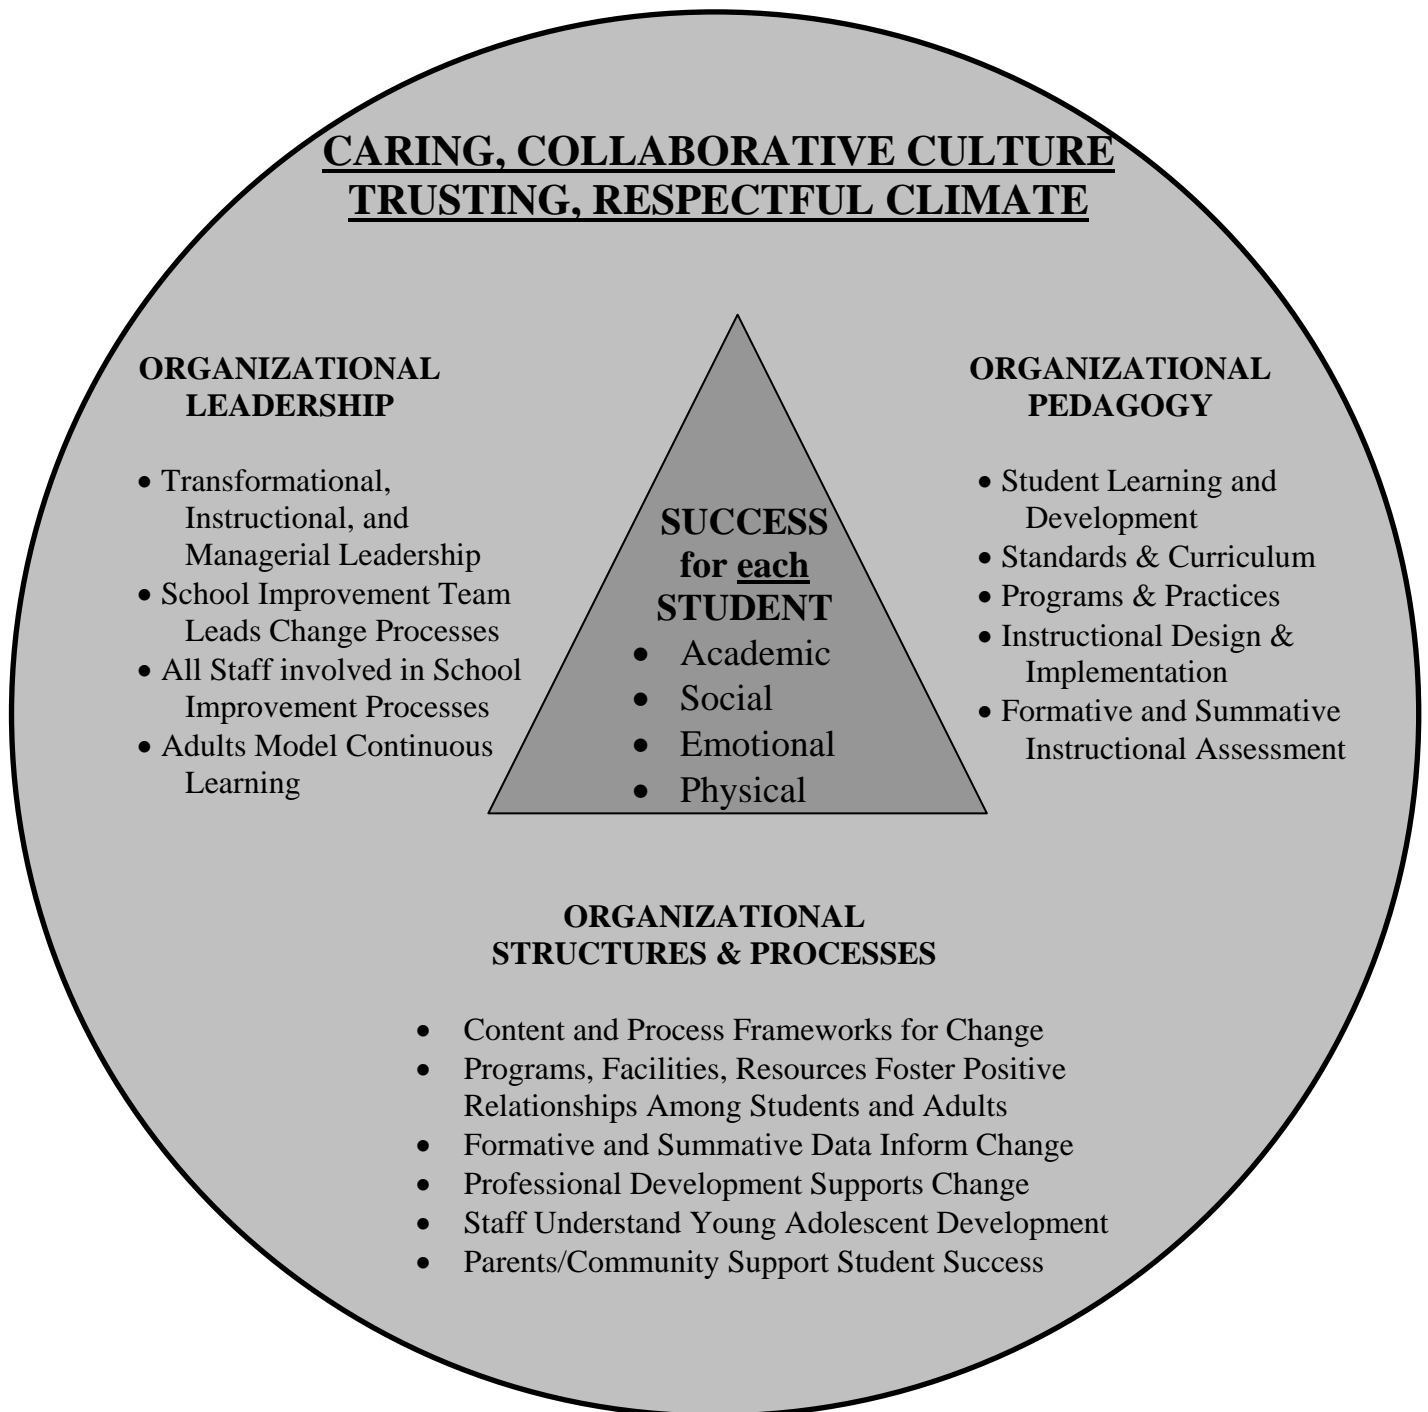 CARING, COLLABORATIVE CULTURE
TRUSTING, RESPECTFUL CLIMATE
ORGANIZATIONAL
LEADERSHIP
• Transformational,
Instructional, and
Managerial Leadership
• School Improvement Team
Leads Change Processes
• All Staff involved in School
Improvement Processes
• Adults Model Continuous
Learning
SUCCESS
for each
STUDENT
• Academic
• Social
• Emotional
• Physical
ORGANIZATIONAL
PEDAGOGY
• Student Learning and
Development
• Standards & Curriculum
• Programs & Practices
• Instructional Design &
Implementation
• Formative and Summative
Instructional Assessment
ORGANIZATIONAL
STRUCTURES & PROCESSES
• Content and Process Frameworks for Change
• Programs, Facilities, Resources Foster Positive
Relationships Among Students and Adults
• Formative and Summative Data Inform Change
• Professional Development Supports Change
• Staff Understand Young Adolescent Development
• Parents/Community Support Student Success